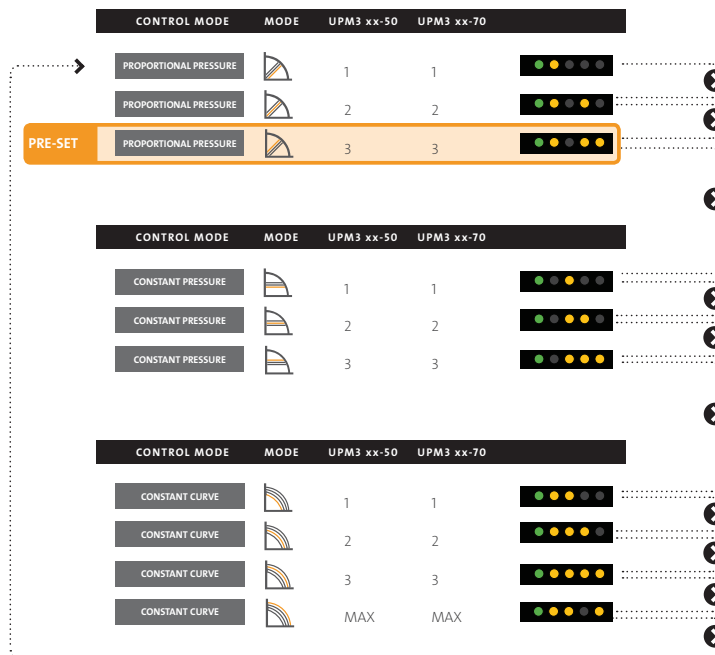 CONTROL MODE MODE UPM3 xx-50 UPM3 xx-70
PROPORTIONAL PRESSURE 1 1
PROPORTIONAL PRESSURE 2 2
PRE-SET PROPORTIONAL PRESSURE 3 3
CONTROL MODE MODE UPM3 xx-50 UPM3 xx-70
CONSTANT PRESSURE 1 1
CONSTANT PRESSURE 2 2
CONSTANT PRESSURE 3 3
CONTROL MODE MODE UPM3 xx-50 UPM3 xx-70
CONSTANT CURVE 1 1
CONSTANT CURVE 2 2
CONSTANT CURVE 3 3
CONSTANT CURVE MAX MAX